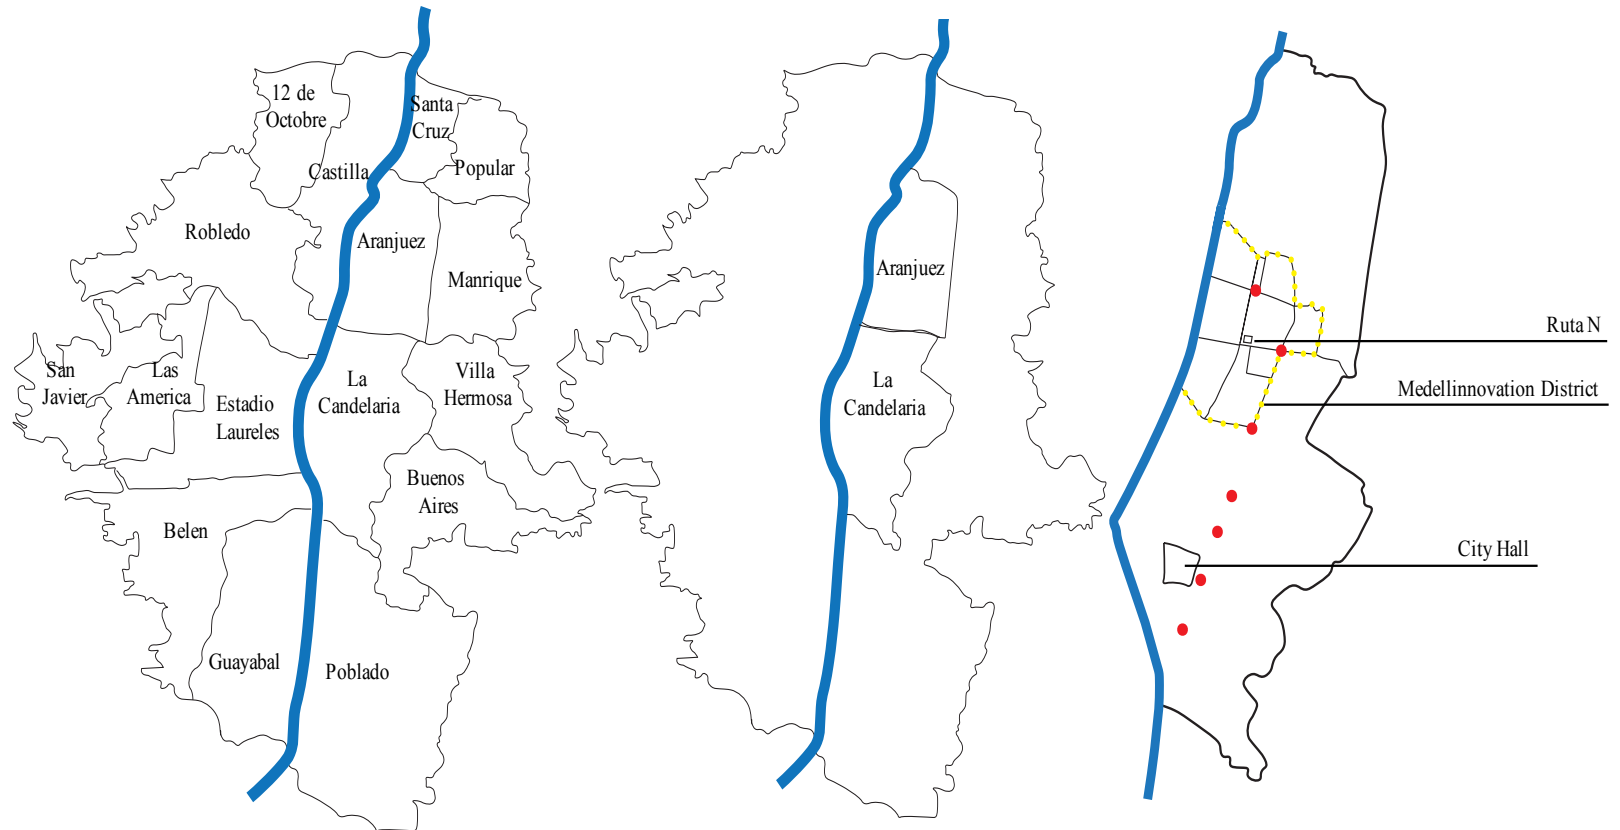 12 de
Octobre
Santa
Cruz
Castilla
Popular
Robledo
Aranjuez
Manrique
San
Javier
Las
America
Estadio
Laureles
La
Candelaria
Villa
Hermosa
Buenos
Aires
Belen
Guayabal
Poblado
Aranjuez
La
Candelaria
Ruta N
Medellinnovation District
City Hall